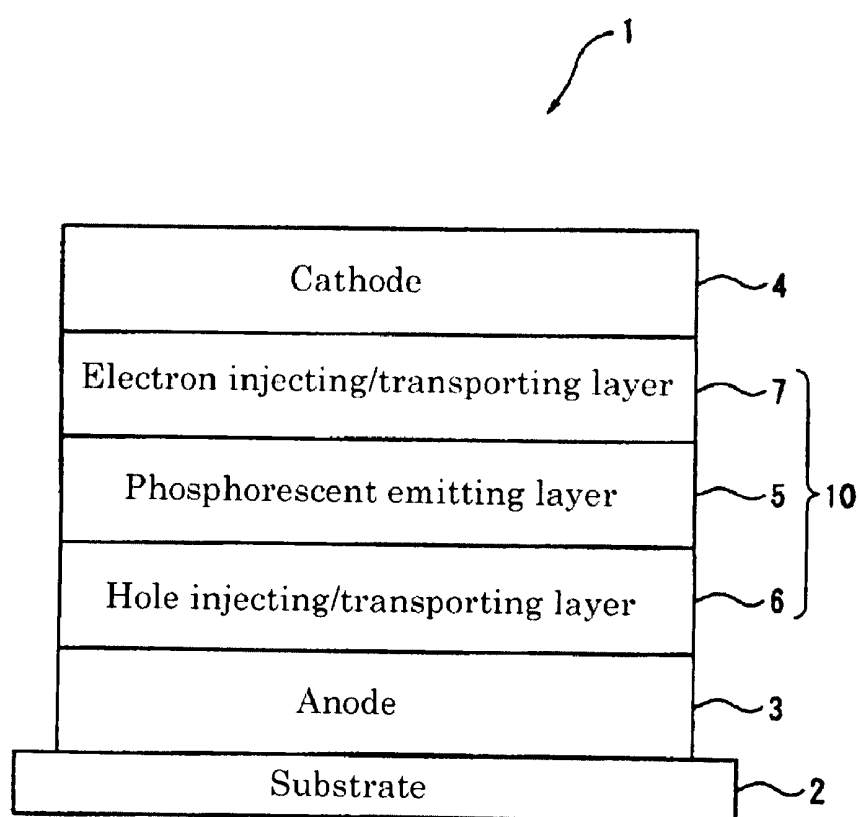 1
Cathode 4
Electron injecting/transporting layer 7
Phosphorescent emitting layer 5 10
Hole injecting/transporting layer 6
Anode 3
Substrate 2